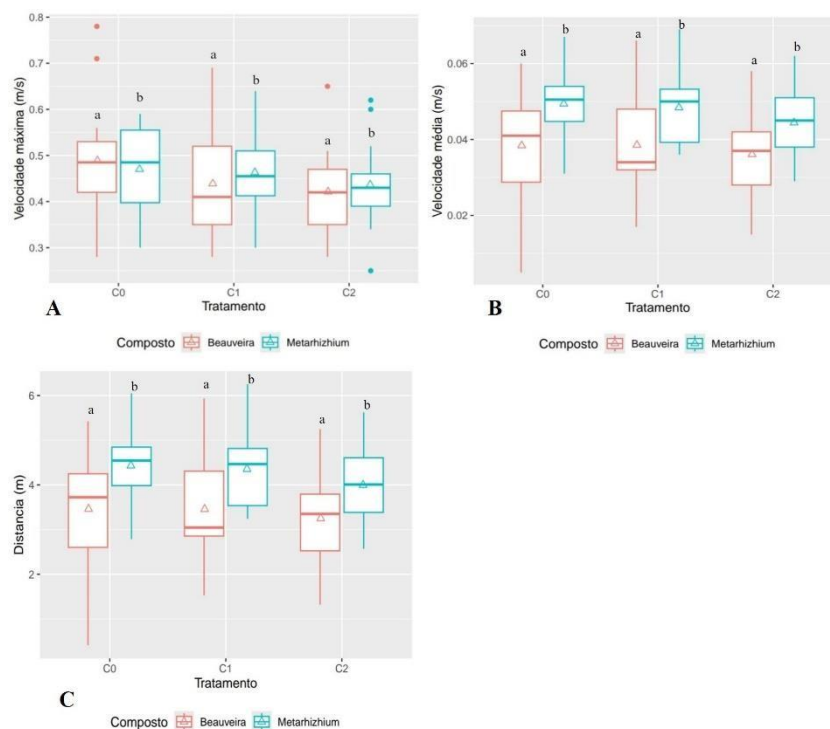 0.8
0.7
0.6
0.5
0.4
0.3
Velocidade máxima (m/s)
a b a b a b
C0 C1 C2
Tratamento
A
Composto Beauveira Metarhizhium
0.06
0.04
0.02
Velocidade média (m/s)
a b a b a b
C0 C1 C2
Tratamento
B
Composto Beauveira Metarhizhium
6
4
2
Distancia (m)
a b a b a b
C0 C1 C2
Tratamento
C
Composto Beauveira Metarhizhium